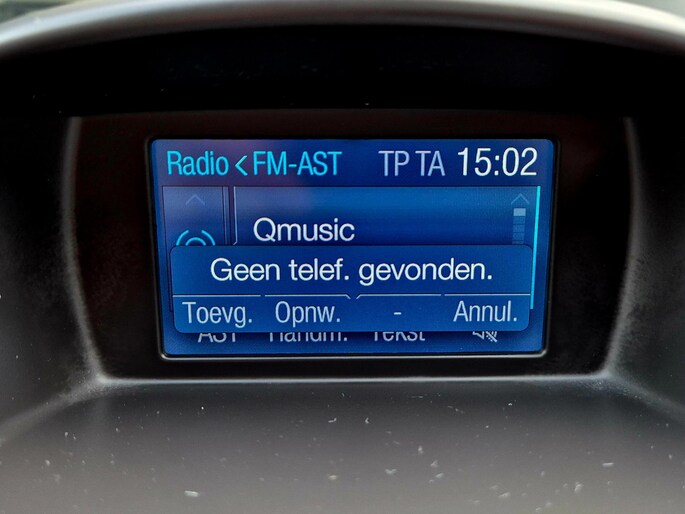 Radio < FM-AST TP TA 15:02
Qmusic
Geen telef. gevonden.
Toevg. Opnw. - Annul.
AST Handm. Tekst